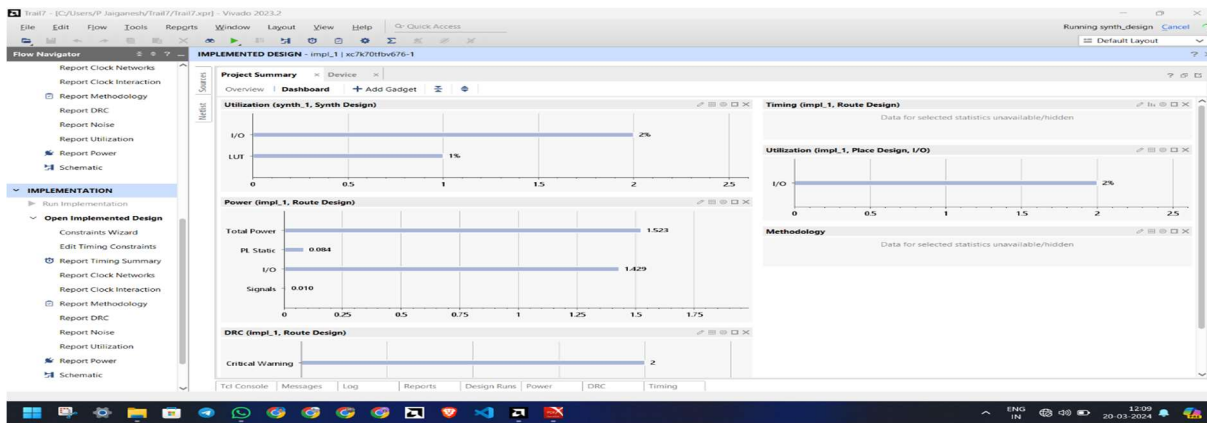 Trail7 - [C:/Users/P Jaiganesh/Trail7/Trail7.xpr] - Vivado 2023.2
File Edit Flow Tools Reports Window Layout View Help Quick Access
Running synth_design Cancel
Default Layout
Flow Navigator
IMPLEMENTED DESIGN - impl_1 | xc7k70tfbv676-1
Report Clock Networks
Report Clock Interaction
Report Methodology
Report DRC
Report Noise
Report Utilization
Report Power
Schematic
IMPLEMENTATION
Run Implementation
Open Implemented Design
Constraints Wizard
Edit Timing Constraints
Report Timing Summary
Report Clock Networks
Report Clock Interaction
Report Methodology
Report DRC
Report Noise
Report Utilization
Report Power
Schematic
Sources
Netlist
Project Summary Device
Overview Dashboard Add Gadget
Utilization (synth_1, Synth Design)
I/O 2%
LUT 1%
0 0.5 1 1.5 2 2.5
Power (impl_1, Route Design)
Total Power 1.523
PL Static 0.084
I/O 1.429
Signals 0.010
0 0.25 0.5 0.75 1 1.25 1.5 1.75
DRC (impl_1, Route Design)
Critical Warning 2
Timing (impl_1, Route Design)
Data for selected statistics unavailable/hidden
Utilization (impl_1, Place Design, I/O)
I/O 2%
0 0.5 1 1.5 2 2.5
Methodology
Data for selected statistics unavailable/hidden
Tcl Console Messages Log Reports Design Runs Power DRC Timing
ENG
IN
12:09
20-03-2024